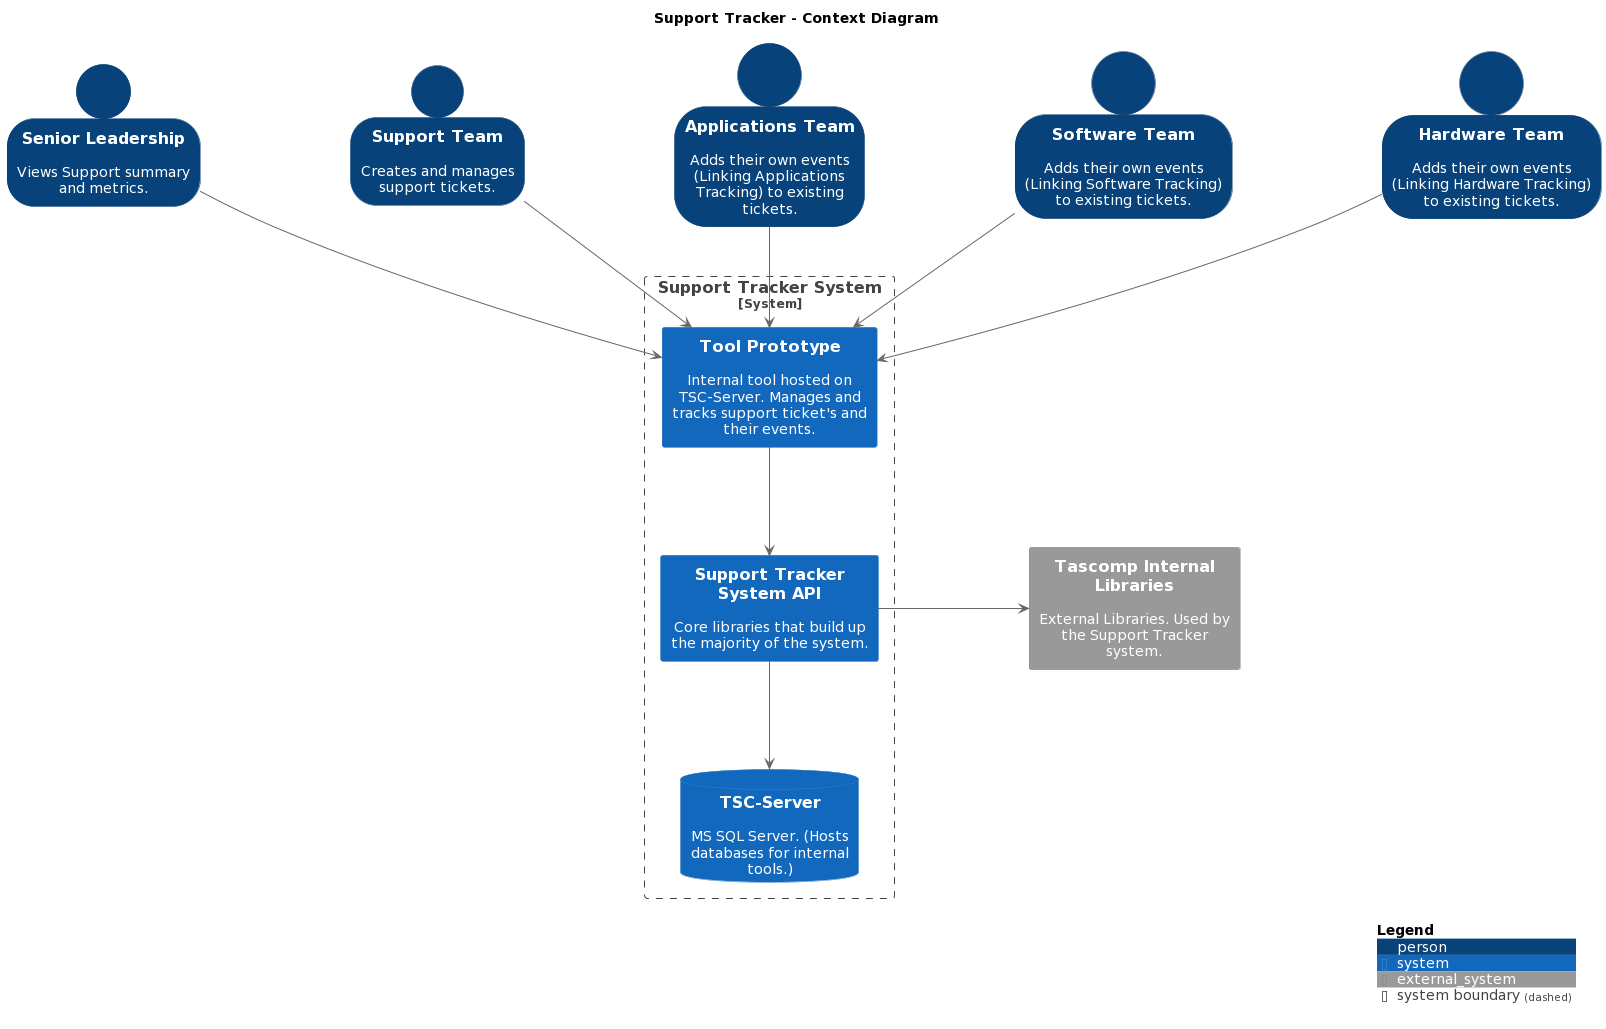 Support Tracker - Context Diagram
Senior Leadership
Views Support summary
and metrics.
Support Team
Creates and manages
support tickets.
Applications Team
Adds their own events
(Linking Applications
Tracking) to existing
tickets.
Software Team
Adds their own events
(Linking Software Tracking)
to existing tickets.
Hardware Team
Adds their own events
(Linking Hardware Tracking)
to existing tickets.
Support Tracker System
[System]
Tool Prototype
Internal tool hosted on
TSC-Server. Manages and
tracks support ticket's and
their events.
Support Tracker
System API
Core libraries that build up
the majority of the system.
Tascomp Internal
Libraries
External Libraries. Used by
the Support Tracker
system.
TSC-Server
MS SQL Server. (Hosts
databases for internal
tools.)
Legend
person
system
external_system
system boundary (dashed)